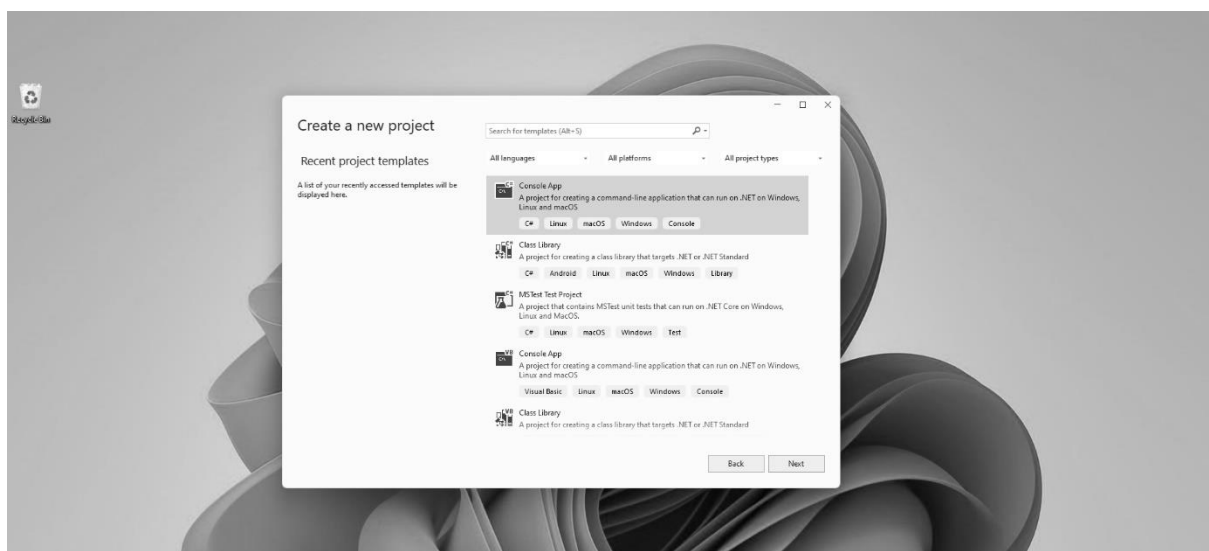 Recycle Bin
Create a new project
Search for templates (Alt+S)
Recent project templates
A list of your recently accessed templates will be
displayed here.
All languages
All platforms
All project types
C#
Console App
A project for creating a command-line application that can run on .NET on Windows,
Linux and macOS
C# Linux macOS Windows Console
C#
Class Library
A project for creating a class library that targets .NET or .NET Standard
C# Android Linux macOS Windows Library
C#
MSTest Test Project
A project that contains MSTest unit tests that can run on .NET Core on Windows,
Linux and MacOS.
C# Linux macOS Windows Test
VB
Console App
A project for creating a command-line application that can run on .NET on Windows,
Linux and macOS
Visual Basic Linux macOS Windows Console
VB
Class Library
A project for creating a class library that targets .NET or .NET Standard
Back
Next